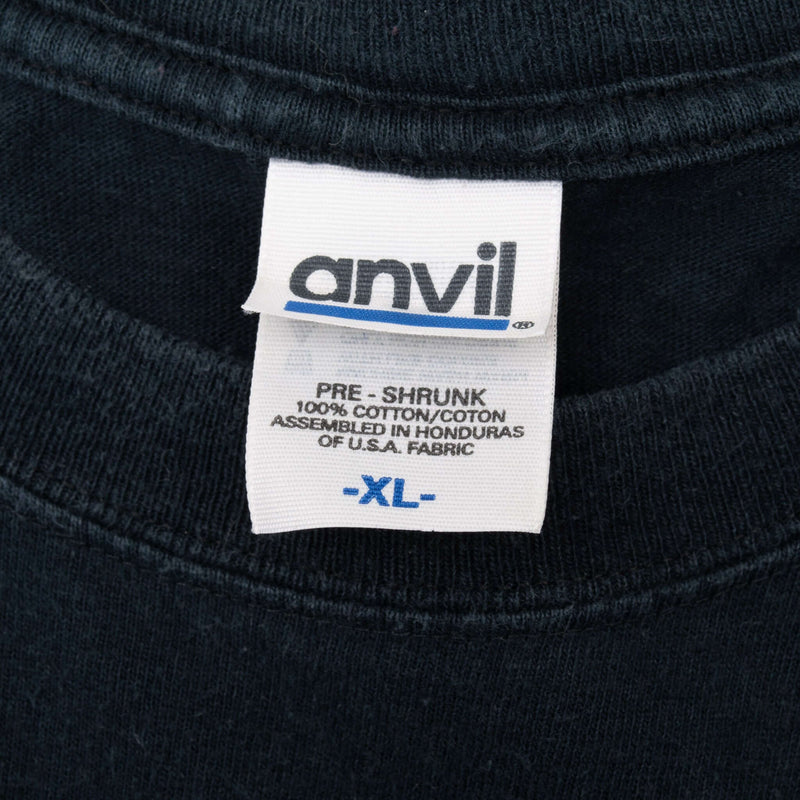 anvil®
PRE - SHRUNK
100% COTTON/COTON
ASSEMBLED IN HONDURAS
OF U.S.A. FABRIC
-XL-